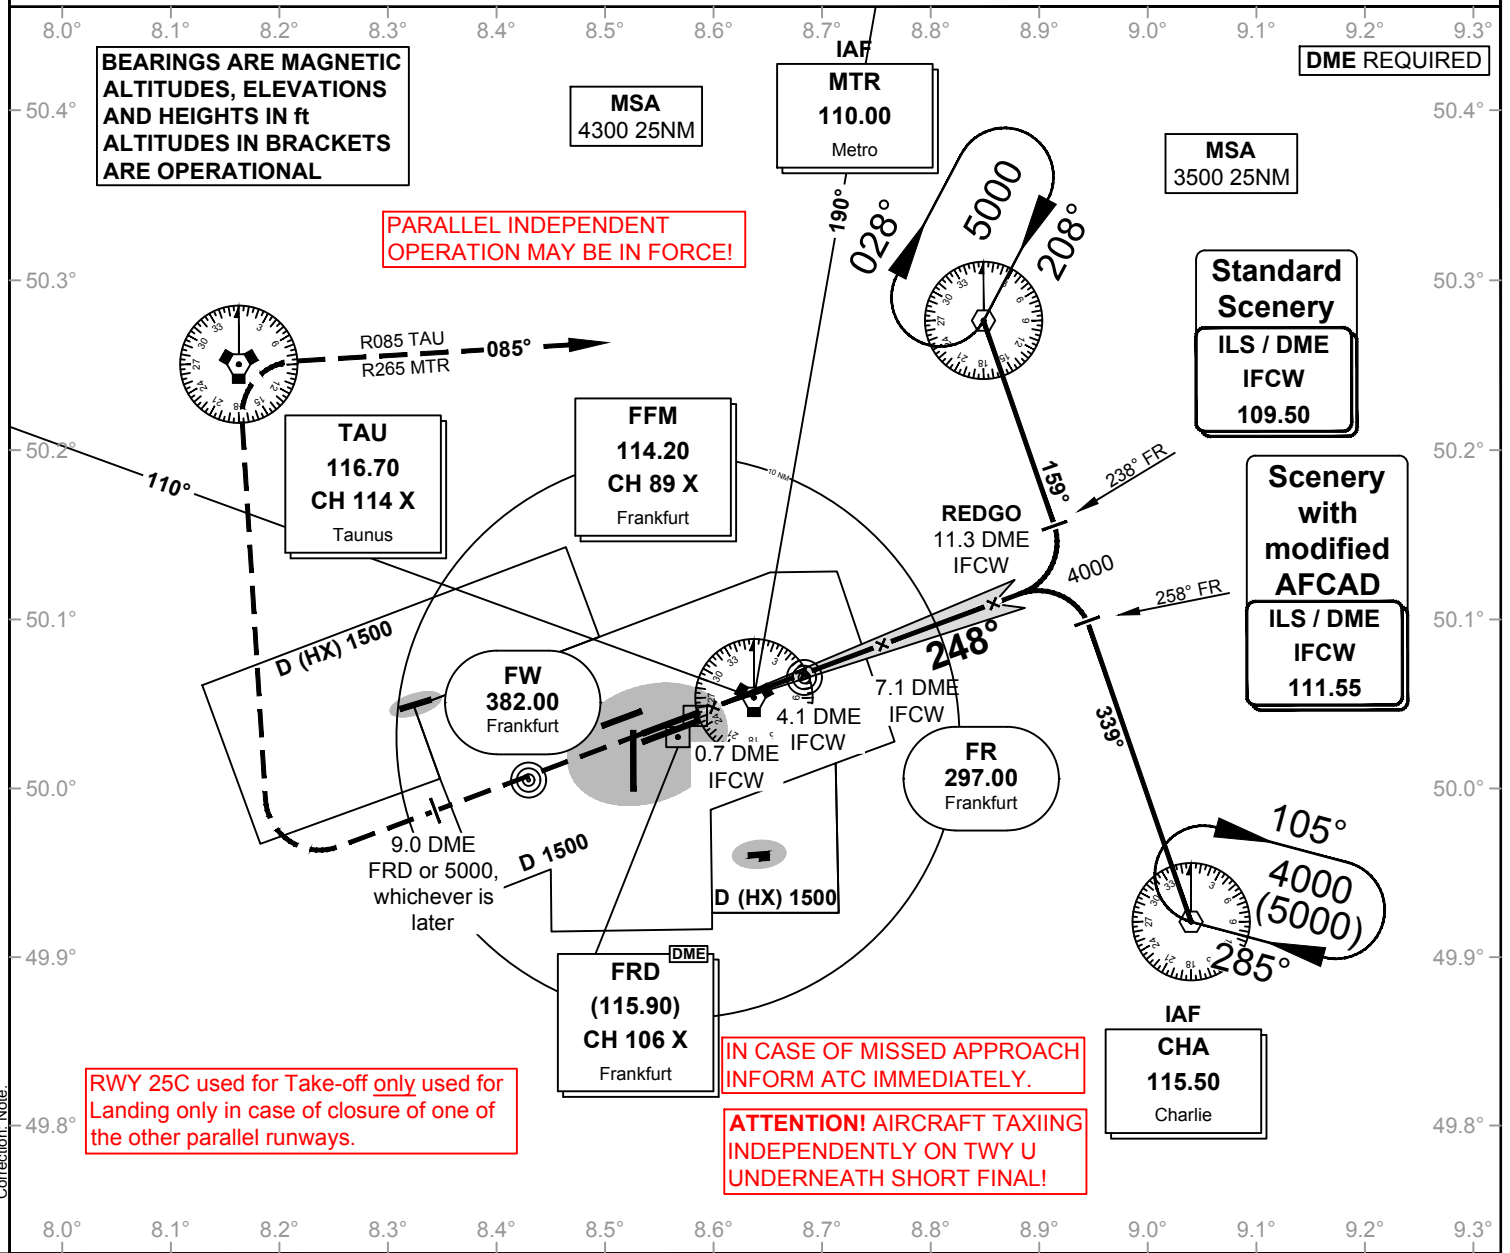 8.0° 8.1° 8.2° 8.3° 8.4° 8.5° 8.6° 8.7° 8.8° 8.9° 9.0° 9.1° 9.2° 9.3°
BEARINGS ARE MAGNETIC
ALTITUDES, ELEVATIONS
AND HEIGHTS IN ft
ALTITUDES IN BRACKETS
ARE OPERATIONAL
MSA
4300 25NM
IAF
MTR
110.00
Metro
DME REQUIRED
50.4° 50.4°
MSA
3500 25NM
PARALLEL INDEPENDENT
OPERATION MAY BE IN FORCE!
190°
028°
5000
208°
50.3° 50.3°
Standard
Scenery
ILS / DME
IFCW
109.50
R085 TAU
085°
R265 MTR
TAU
116.70
CH 114 X
Taunus
FFM
114.20
CH 89 X
Frankfurt
10 NM
50.2° 50.2°
110°
159°
238° FR
REDGO
11.3 DME
IFCW
4000
258° FR
Scenery
with
modified
AFCAD
ILS / DME
IFCW
111.55
50.1° 50.1°
D (HX) 1500
248°
FW
382.00
Frankfurt
7.1 DME
IFCW
4.1 DME
IFCW
0.7 DME
IFCW
339°
FR
297.00
Frankfurt
50.0° 50.0°
9.0 DME
FRD or 5000,
whichever is
later
D 1500
D (HX) 1500
105°
4000
(5000)
285°
49.9° 49.9°
DME
FRD
(115.90)
CH 106 X
Frankfurt
IAF
CHA
115.50
Charlie
IN CASE OF MISSED APPROACH
INFORM ATC IMMEDIATELY.
RWY 25C used for Take-off only used for
Landing only in case of closure of one of
the other parallel runways.
ATTENTION! AIRCRAFT TAXIING
INDEPENDENTLY ON TWY U
UNDERNEATH SHORT FINAL!
49.8° 49.8°
Correction: Note.
8.0° 8.1° 8.2° 8.3° 8.4° 8.5° 8.6° 8.7° 8.8° 8.9° 9.0° 9.1° 9.2° 9.3°